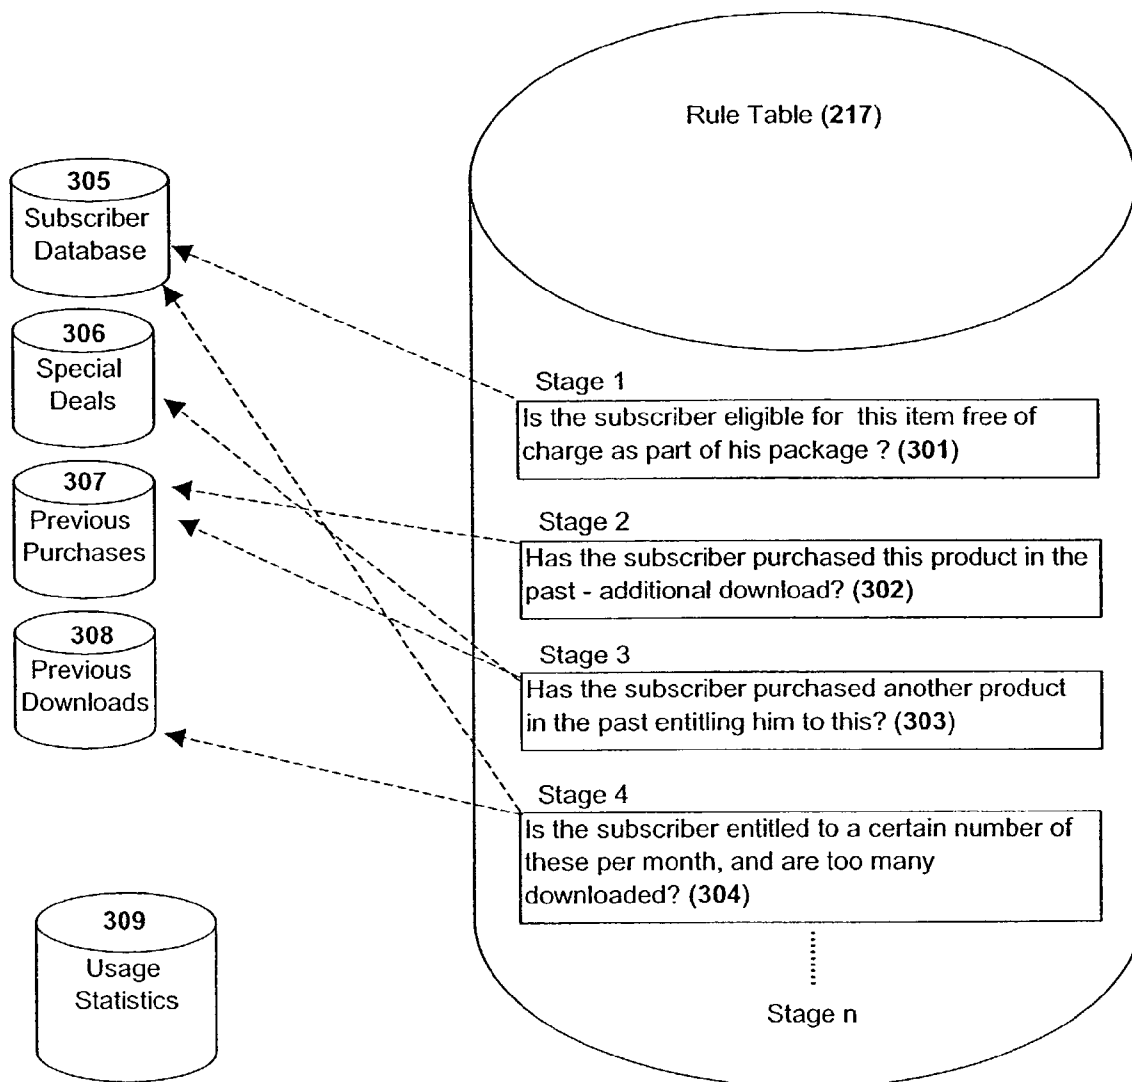 Rule Table (217)
305
Subscriber
Database
306
Special
Deals
307
Previous
Purchases
308
Previous
Downloads
309
Usage
Statistics
Stage 1
Is the subscriber eligible for this item free of
charge as part of his package ? (301)
Stage 2
Has the subscriber purchased this product in the
past - additional download? (302)
Stage 3
Has the subscriber purchased another product
in the past entitling him to this? (303)
Stage 4
Is the subscriber entitled to a certain number of
these per month, and are too many
downloaded? (304)
Stage n